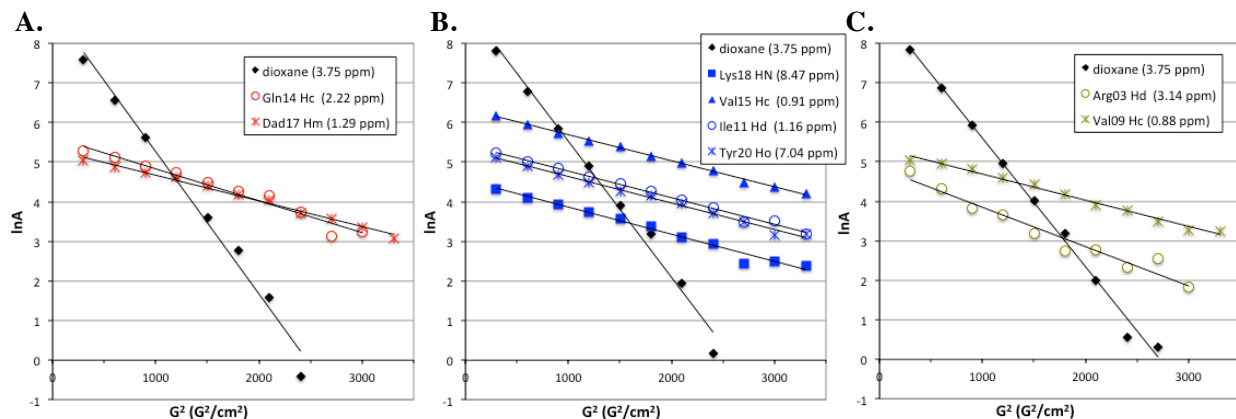 A.
8
7
6
5
4
3
2
1
0
-1
lnA
0
1000
2000
3000
G² (G²/cm²)
dioxane (3.75 ppm)
Gln14 Hc (2.22 ppm)
Dad17 Hm (1.29 ppm)
B.
8
7
6
5
4
3
2
1
0
-1
lnA
0
1000
2000
3000
G² (G²/cm²)
dioxane (3.75 ppm)
Lys18 HN (8.47 ppm)
Val15 Hc (0.91 ppm)
Ile11 Hd (1.16 ppm)
Tyr20 Ho (7.04 ppm)
C.
8
7
6
5
4
3
2
1
0
-1
lnA
0
1000
2000
3000
G² (G²/cm²)
dioxane (3.75 ppm)
Arg03 Hd (3.14 ppm)
Val09 Hc (0.88 ppm)